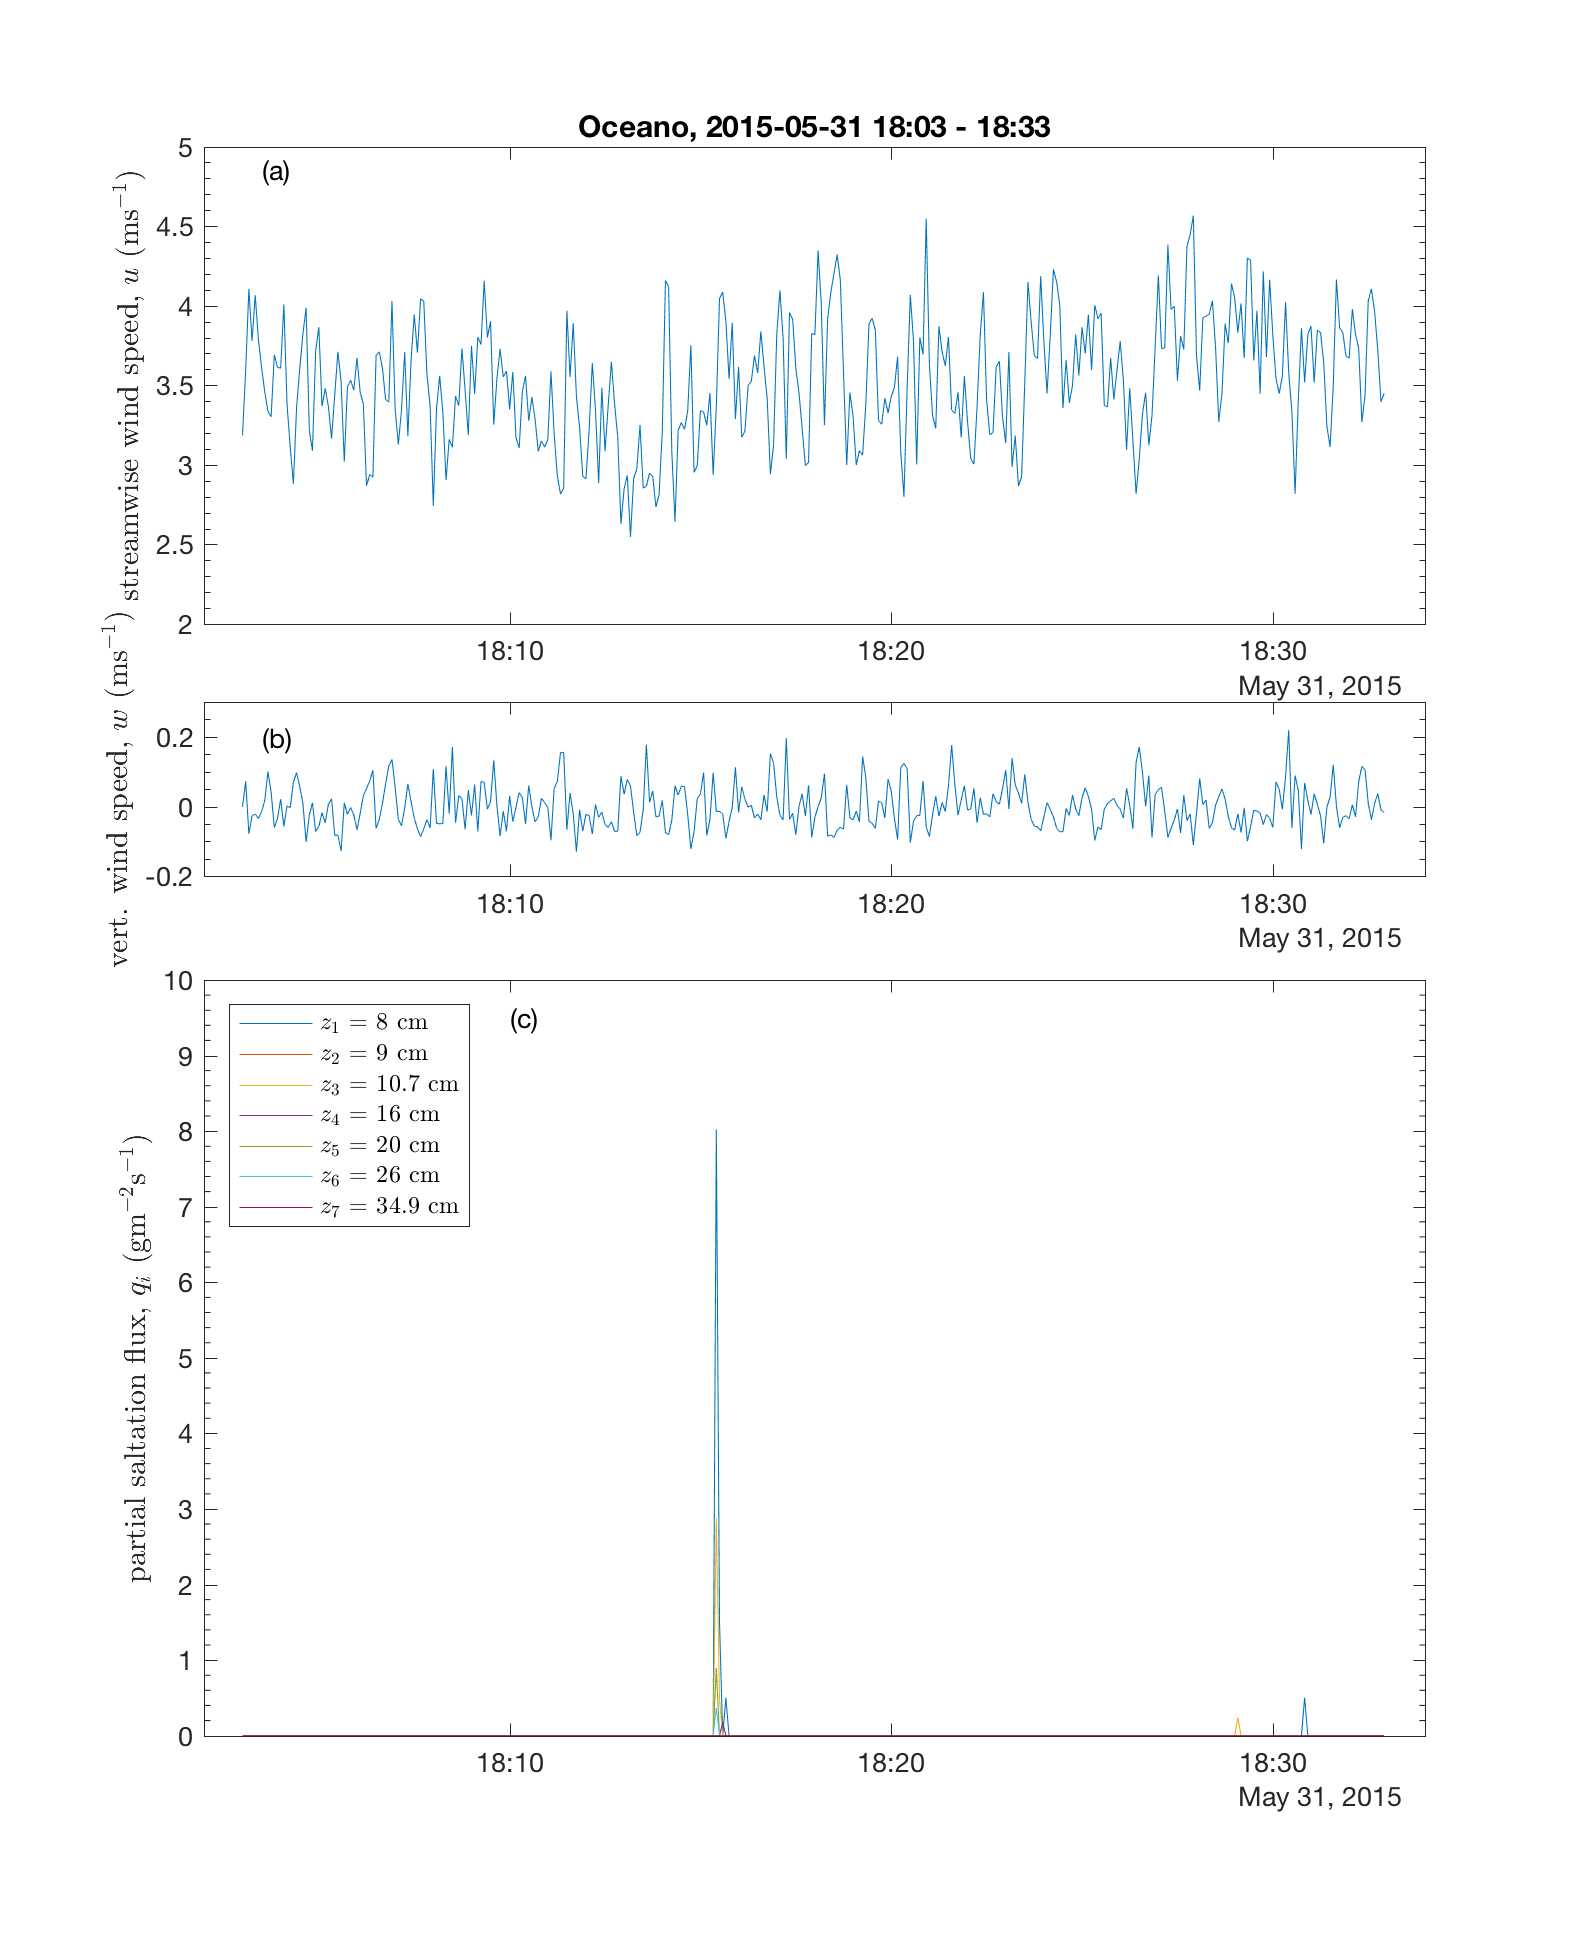 Oceano, 2015-05-31 18:03 - 18:33
(a)
streamwise wind speed, u (ms⁻¹)
5
4.5
4
3.5
3
2.5
2
18:10 18:20 18:30
May 31, 2015
(b)
vert. wind speed, w (ms⁻¹)
0.2
0
-0.2
18:10 18:20 18:30
May 31, 2015
(c)
partial saltation flux, qᵢ (gm⁻²s⁻¹)
10
9
8
7
6
5
4
3
2
1
0
z₁ = 8 cm
z₂ = 9 cm
z₃ = 10.7 cm
z₄ = 16 cm
z₅ = 20 cm
z₆ = 26 cm
z₇ = 34.9 cm
18:10 18:20 18:30
May 31, 2015